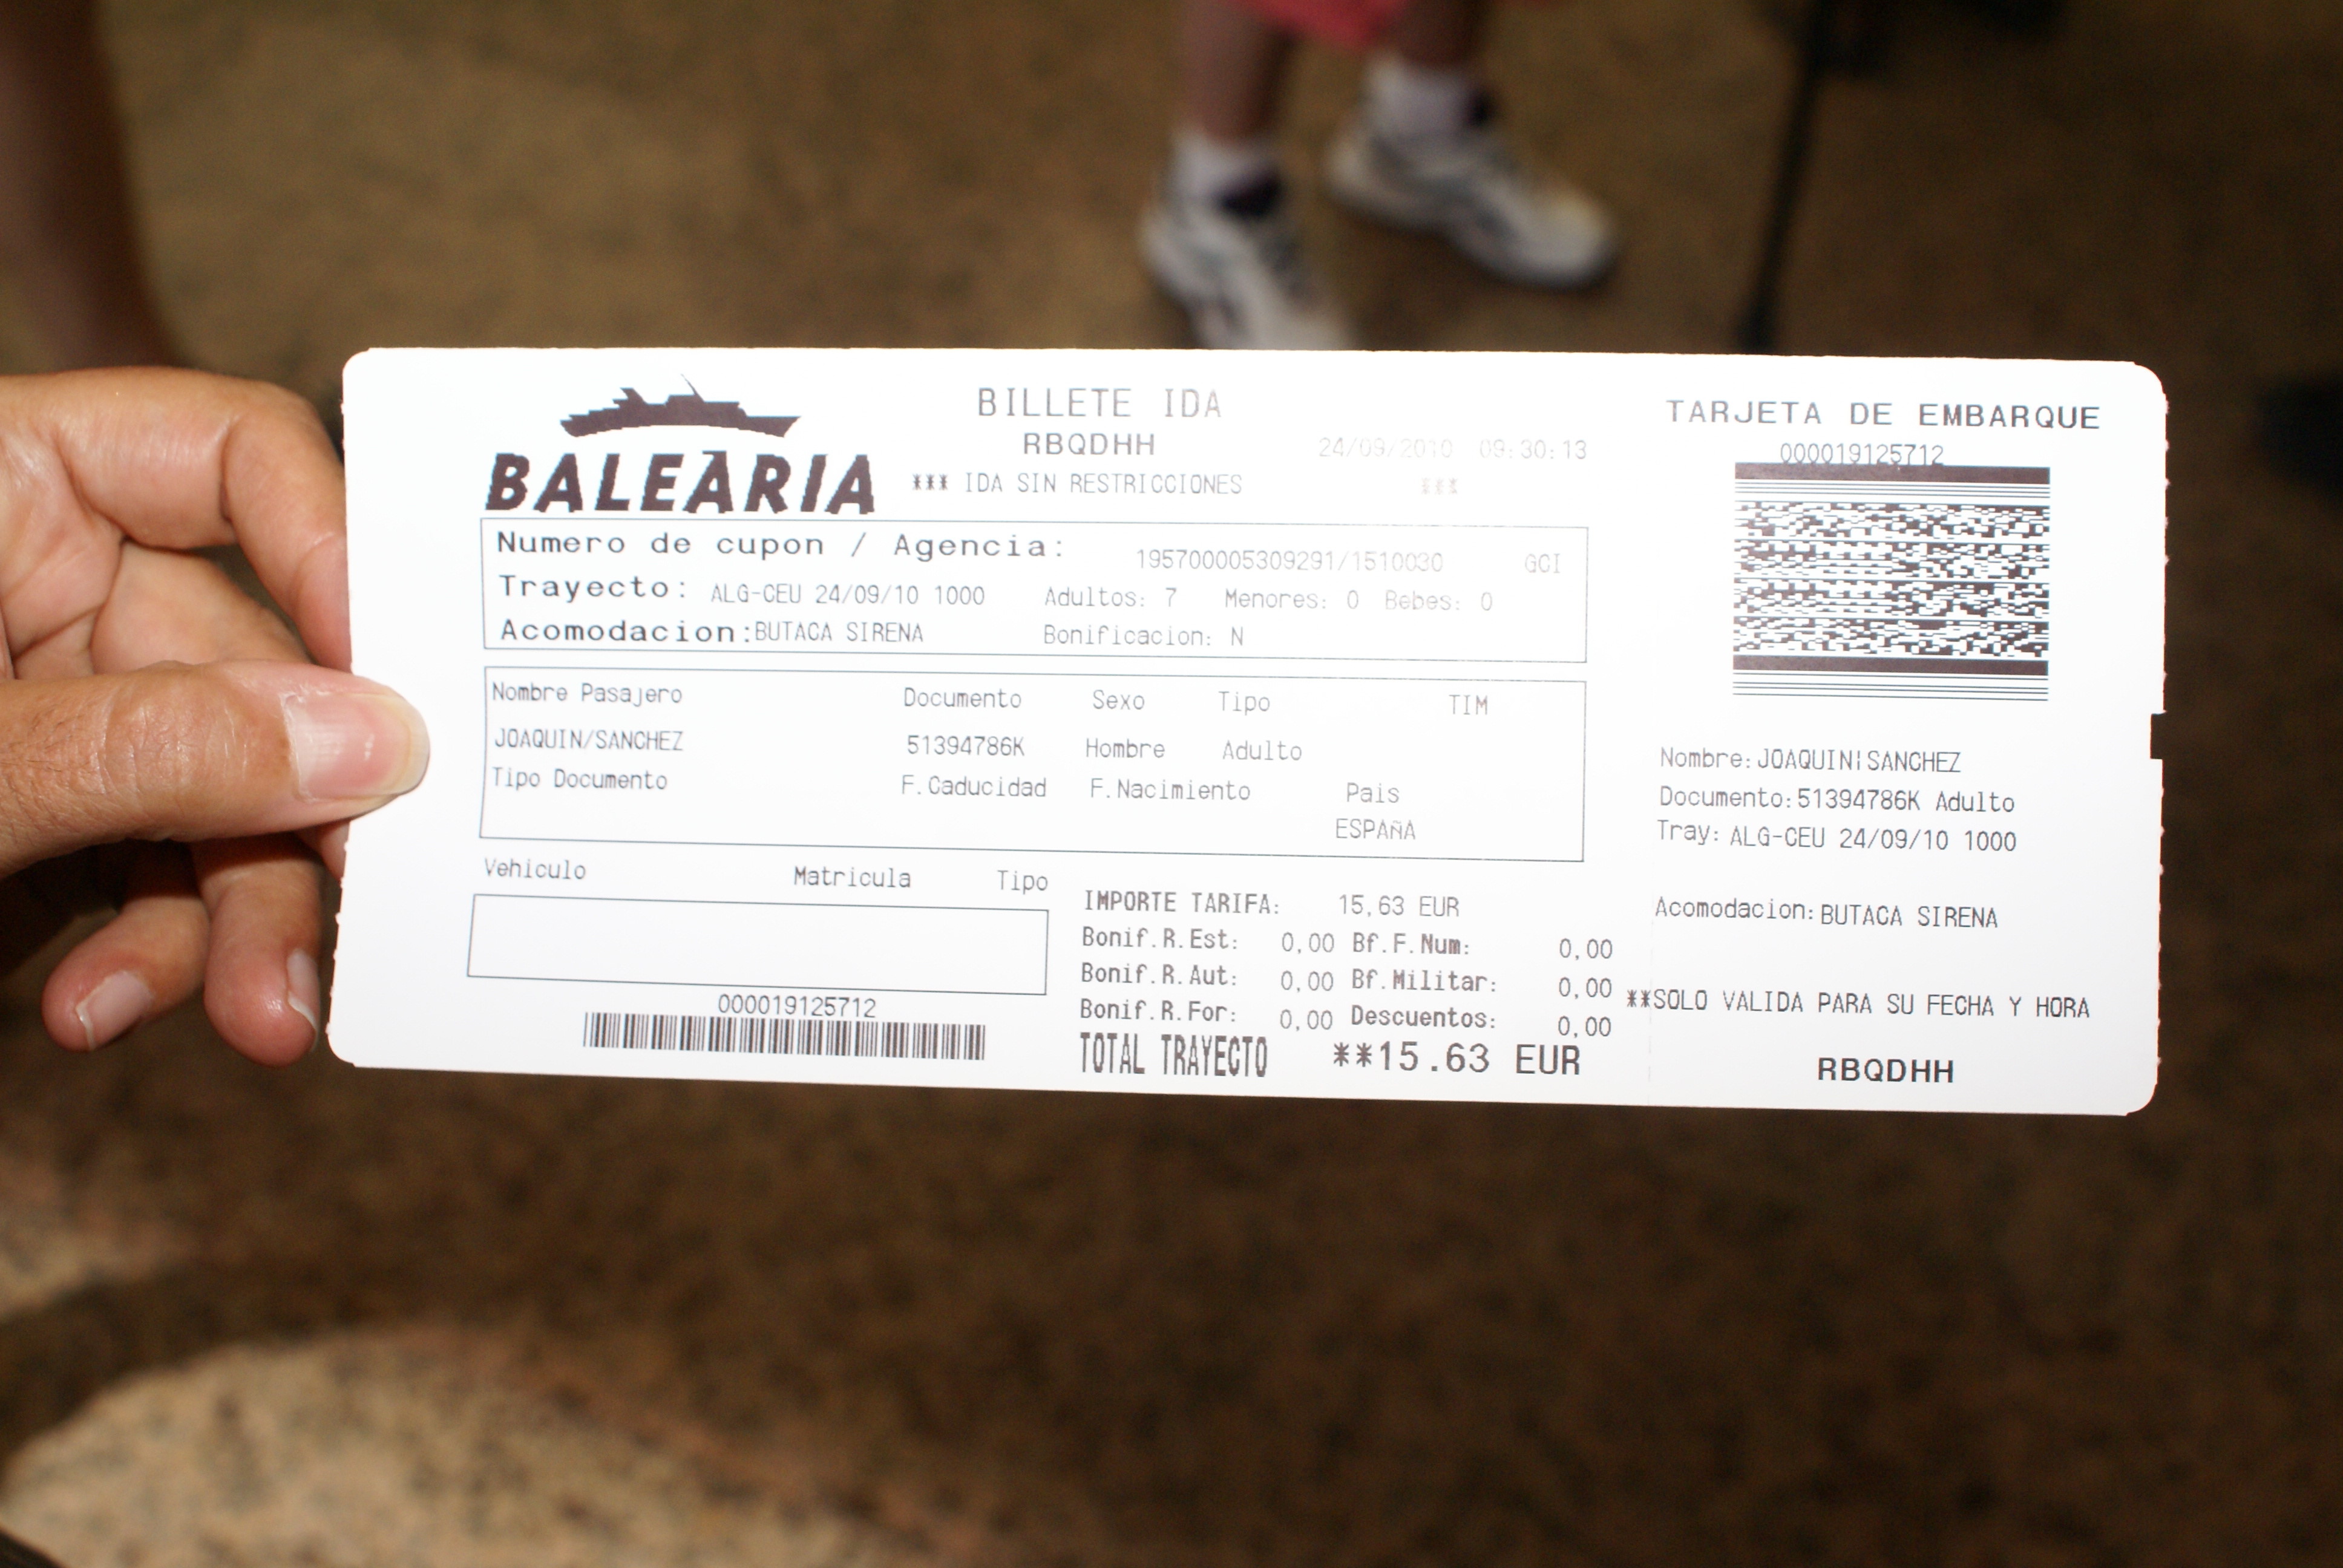 BALEÀRIA
BILLETE IDA
RBQDHH
24/09/2010 09:30:13
*** IDA SIN RESTRICCIONES ***
Numero de cupon / Agencia: 195700005309291/1510030 GCI
Trayecto: ALG-CEU 24/09/10 1000 Adultos: 7 Menores: 0 Bebes: 0
Acomodacion: BUTACA SIRENA Bonificacion: N
Nombre Pasajero Documento Sexo Tipo TIM
JOAQUIN/SANCHEZ 51394786K Hombre Adulto
Tipo Documento F.Caducidad F.Nacimiento Pais
ESPAÑA
Vehiculo Matricula Tipo
000019125712
IMPORTE TARIFA: 15,63 EUR
Bonif.R.Est: 0,00 Bf.F.Num: 0,00
Bonif.R.Aut: 0,00 Bf.Militar: 0,00
Bonif.R.For: 0,00 Descuentos: 0,00
TOTAL TRAYECTO **15.63 EUR
TARJETA DE EMBARQUE
000019125712
Nombre: JOAQUIN|SANCHEZ
Documento: 51394786K Adulto
Tray: ALG-CEU 24/09/10 1000
Acomodacion: BUTACA SIRENA
**SOLO VALIDA PARA SU FECHA Y HORA
RBQDHH